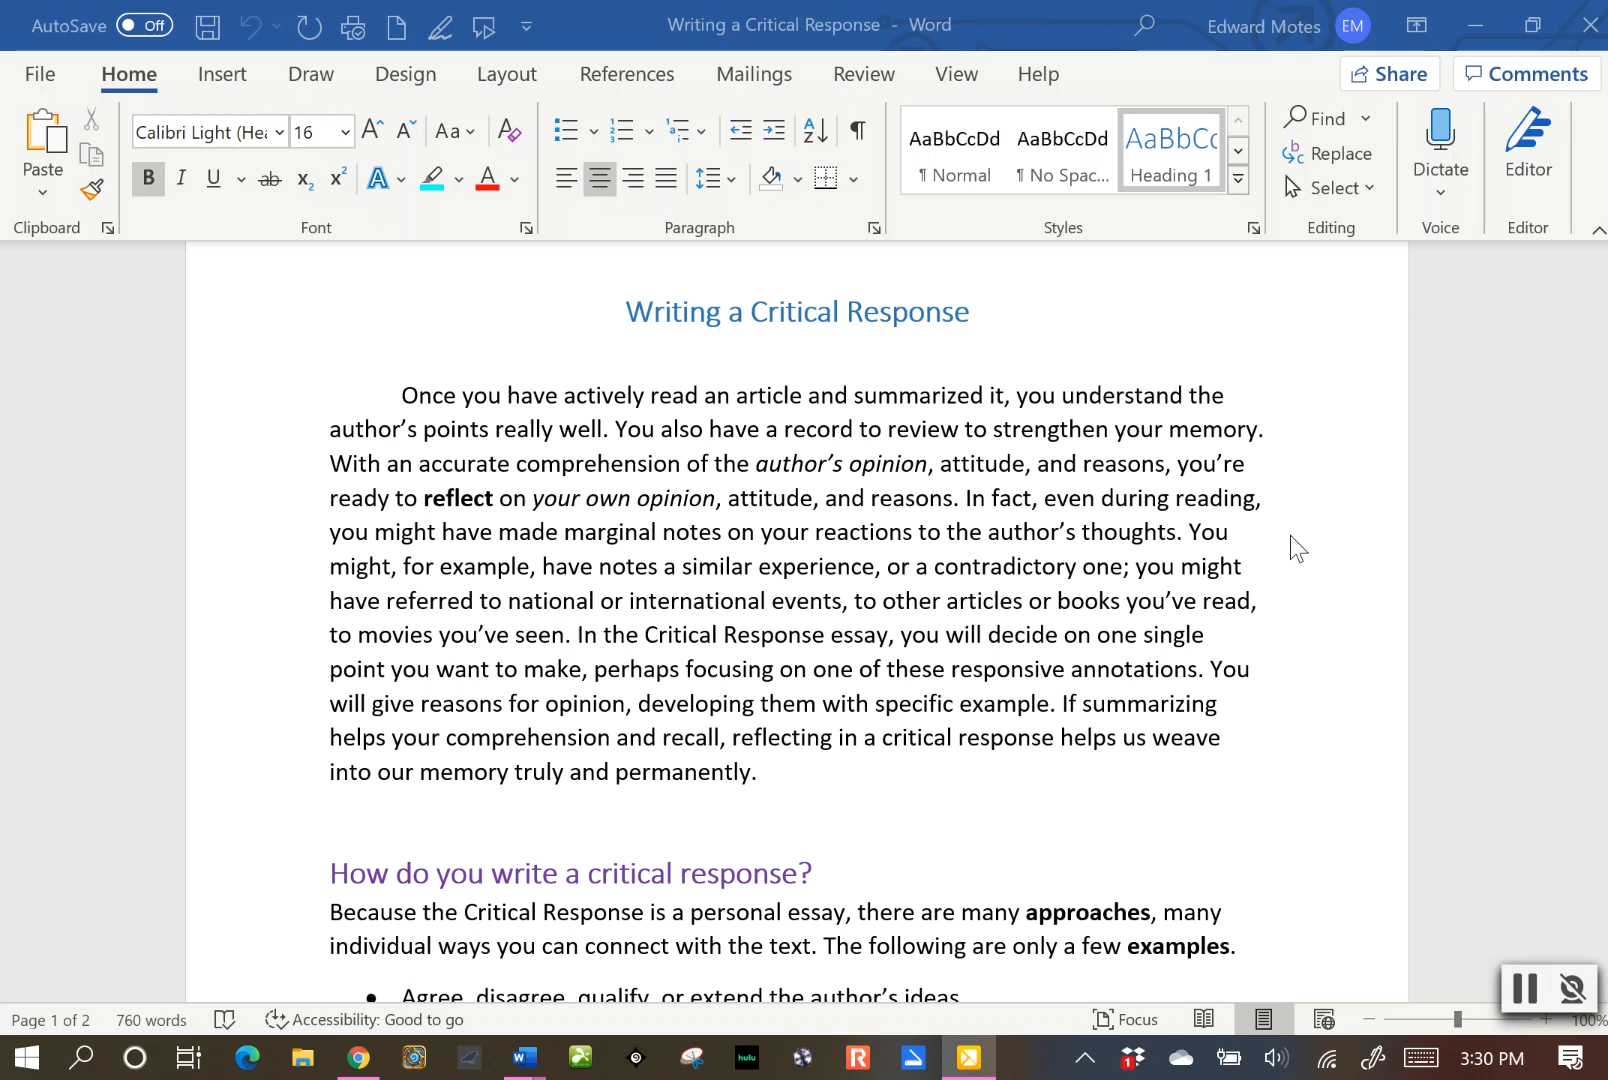 AutoSave Off Writing a Critical Response - Word Edward Motes EM
File Home Insert Draw Design Layout References Mailings Review View Help Share Comments
Calibri Light (Hea 16 Aa AaBbCcDd AaBbCcDd AaBbCc Find
Paste Replace Dictate Editor
B I U ab x₂ x² A A ¶ Normal ¶ No Spac... Heading 1 Select
Clipboard Font Paragraph Styles Editing Voice Editor
Writing a Critical Response
Once you have actively read an article and summarized it, you understand the
author’s points really well. You also have a record to review to strengthen your memory.
With an accurate comprehension of the author’s opinion, attitude, and reasons, you’re
ready to reflect on your own opinion, attitude, and reasons. In fact, even during reading,
you might have made marginal notes on your reactions to the author’s thoughts. You
might, for example, have notes a similar experience, or a contradictory one; you might
have referred to national or international events, to other articles or books you’ve read,
to movies you’ve seen. In the Critical Response essay, you will decide on one single
point you want to make, perhaps focusing on one of these responsive annotations. You
will give reasons for opinion, developing them with specific example. If summarizing
helps your comprehension and recall, reflecting in a critical response helps us weave
into our memory truly and permanently.
How do you write a critical response?
Because the Critical Response is a personal essay, there are many approaches, many
individual ways you can connect with the text. The following are only a few examples.
● Agree, disagree, qualify, or extend the author’s ideas
Page 1 of 2 760 words Accessibility: Good to go Focus 100%
hulu 1 3:30 PM